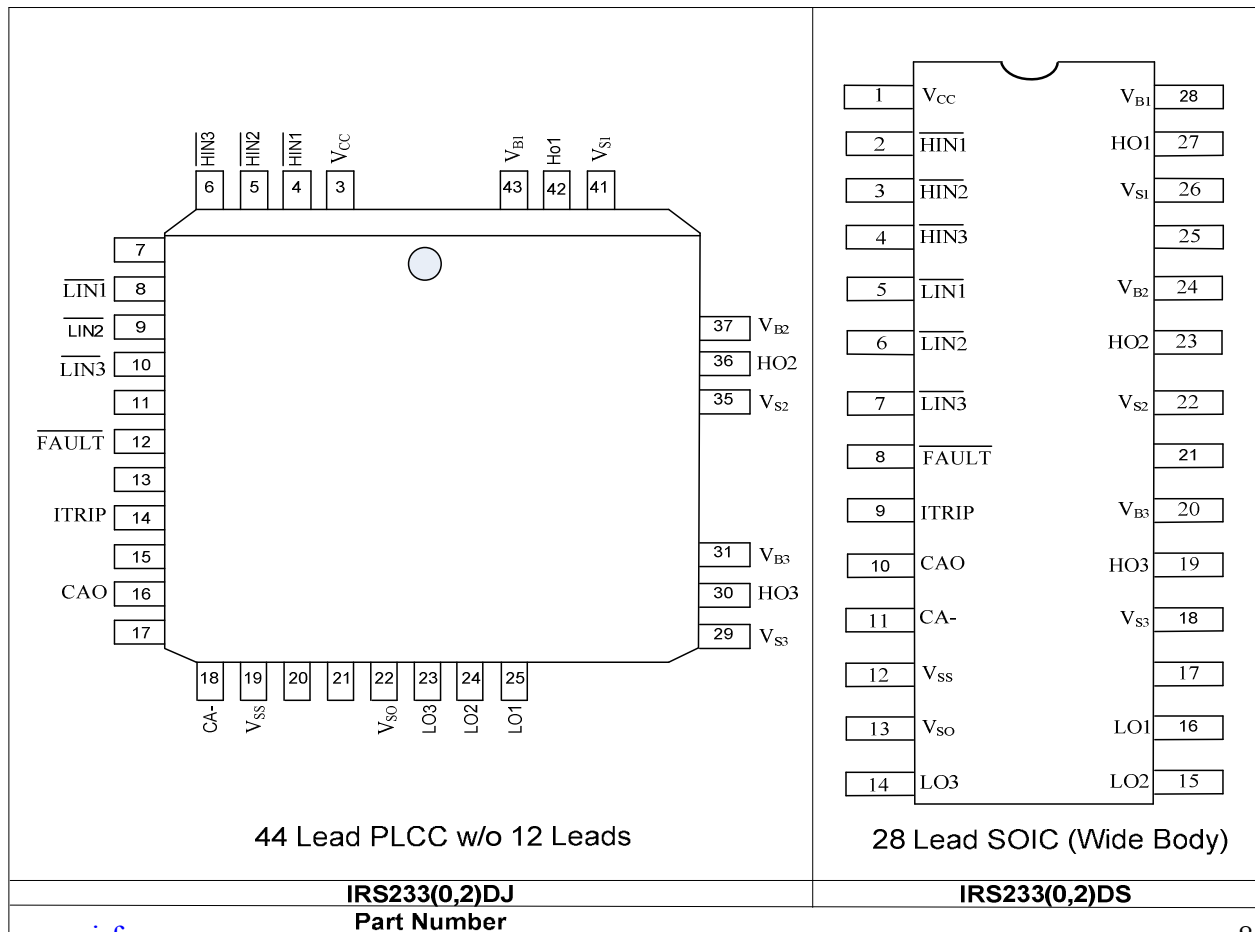 HIN3 HIN2 HIN1 VCC VB1 Ho1 VS1
6 5 4 3 43 42 41
7
LIN1 8
LIN2 9
LIN3 10
11
FAULT 12
13
ITRIP 14
15
CAO 16
17
37 VB2
36 HO2
35 VS2
31 VB3
30 HO3
29 VS3
18 19 20 21 22 23 24 25
CA- VSS VSO LO3 LO2 LO1
44 Lead PLCC w/o 12 Leads
1 VCC VB1 28
2 HIN1 HO1 27
3 HIN2 VS1 26
4 HIN3 25
5 LIN1 VB2 24
6 LIN2 HO2 23
7 LIN3 VS2 22
8 FAULT 21
9 ITRIP VB3 20
10 CAO HO3 19
11 CA- VS3 18
12 VSS 17
13 VSO LO1 16
14 LO3 LO2 15
28 Lead SOIC (Wide Body)
IRS233(0,2)DJ IRS233(0,2)DS
Part Number